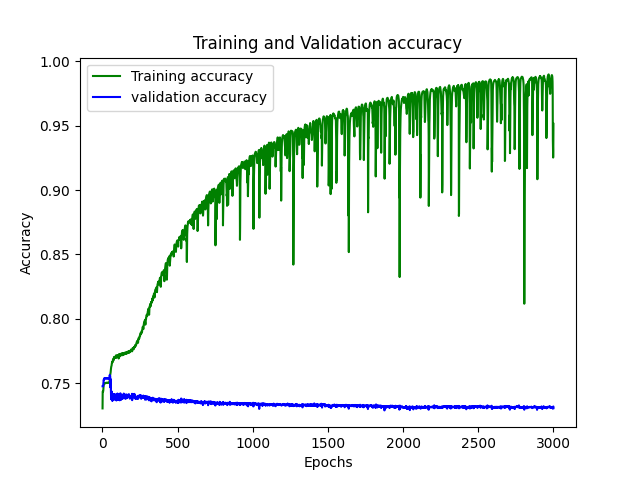 Training and Validation accuracy
Training accuracy
validation accuracy
1.00
0.95
0.90
0.85
0.80
0.75
Accuracy
0
500
1000
1500
2000
2500
3000
Epochs